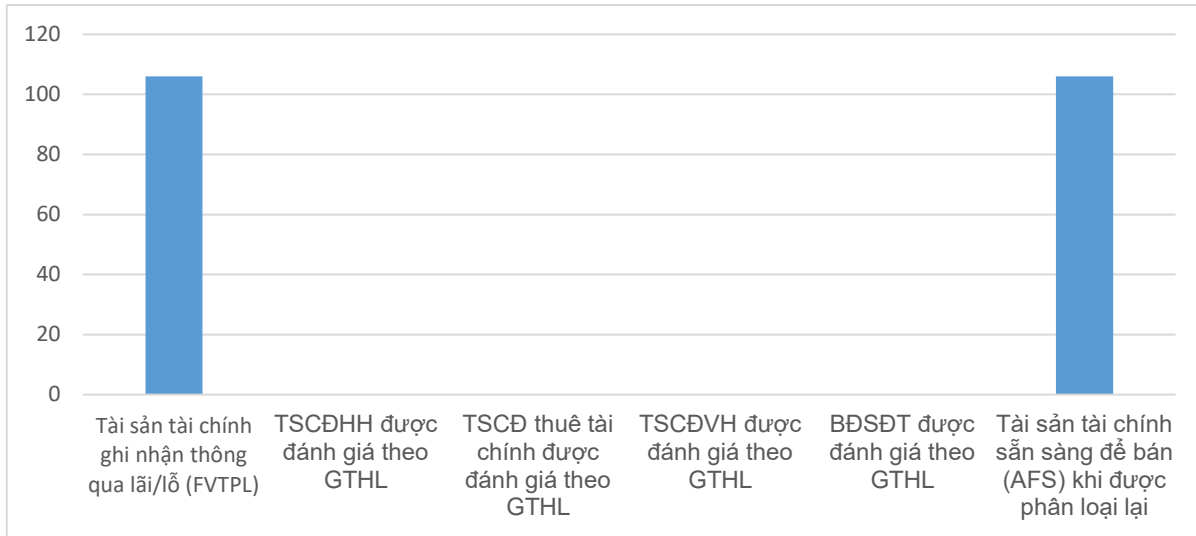 120
100
80
60
40
20
0
Tài sản tài chính
ghi nhận thông
qua lãi/lỗ (FVTPL)
TSCĐHH được
đánh giá theo
GTHL
TSCĐ thuê tài
chính được
đánh giá theo
GTHL
TSCĐVH được
đánh giá theo
GTHL
BĐSĐT được
đánh giá theo
GTHL
Tài sản tài chính
sẵn sàng để bán
(AFS) khi được
phân loại lại